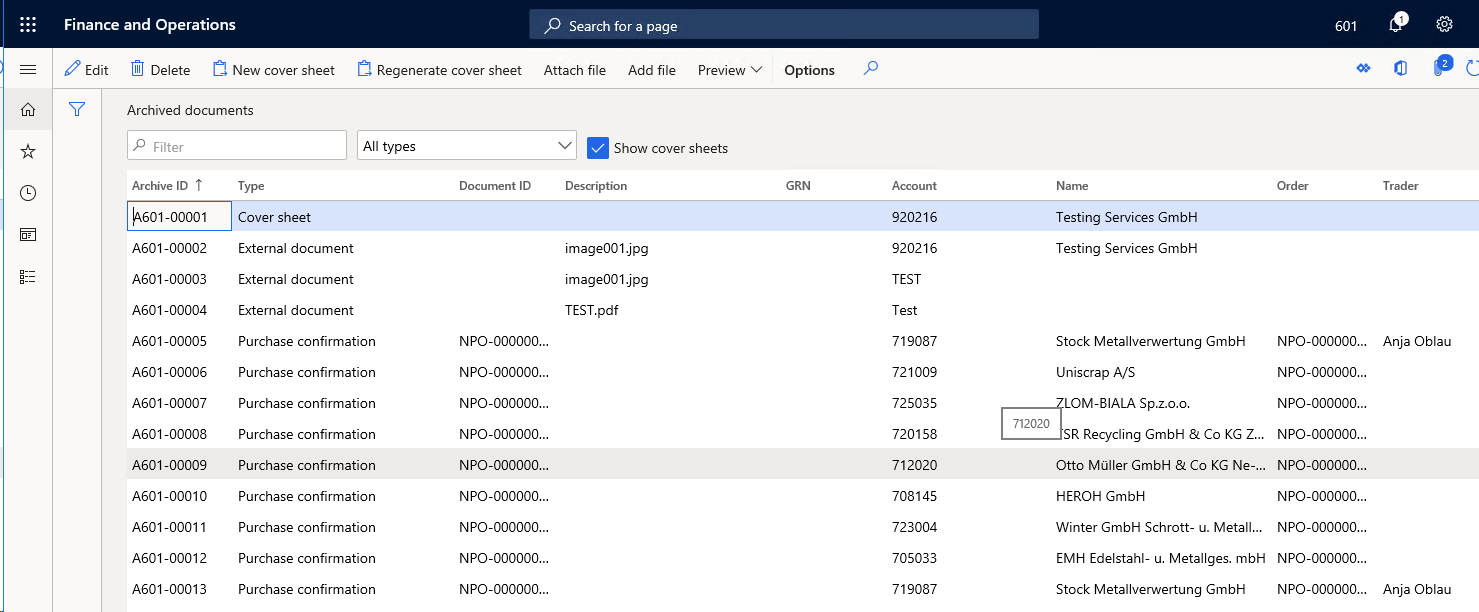 Finance and Operations Search for a page 601 1
Edit Delete New cover sheet Regenerate cover sheet Attach file Add file Preview Options 2
Archived documents
Filter All types Show cover sheets
Archive ID ↑ Type Document ID Description GRN Account Name Order Trader
A601-00001 Cover sheet 920216 Testing Services GmbH
A601-00002 External document image001.jpg 920216 Testing Services GmbH
A601-00003 External document image001.jpg TEST
A601-00004 External document TEST.pdf Test
A601-00005 Purchase confirmation NPO-000000... 719087 Stock Metallverwertung GmbH NPO-000000... Anja Oblau
A601-00006 Purchase confirmation NPO-000000... 721009 Uniscrap A/S NPO-000000...
A601-00007 Purchase confirmation NPO-000000... 725035 ZLOM-BIALA Sp.z.o.o. NPO-000000...
712020
A601-00008 Purchase confirmation NPO-000000... 720158 TSR Recycling GmbH & Co KG Z... NPO-000000...
A601-00009 Purchase confirmation NPO-000000... 712020 Otto Müller GmbH & Co KG Ne-... NPO-000000...
A601-00010 Purchase confirmation NPO-000000... 708145 HEROH GmbH NPO-000000...
A601-00011 Purchase confirmation NPO-000000... 723004 Winter GmbH Schrott- u. Metall... NPO-000000...
A601-00012 Purchase confirmation NPO-000000... 705033 EMH Edelstahl- u. Metallges. mbH NPO-000000...
A601-00013 Purchase confirmation NPO-000000... 719087 Stock Metallverwertung GmbH NPO-000000... Anja Oblau